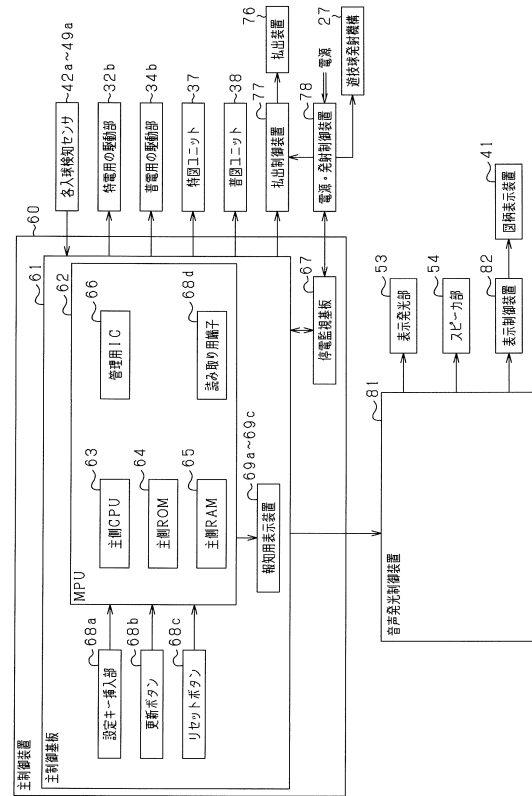 主制御装置
60
主制御基板
61
MPU
62
設定キー挿入部
68a
更新ボタン
68b
リセットボタン
68c
主側CPU
63
主側ROM
64
主側RAM
65
管理用IC
66
読み取り用端子
68d
報知用表示装置
69a~69c
停電監視基板
67
各入球検知センサ
42a~49a
特電用の駆動部
32b
普電用の駆動部
34b
特図ユニット
37
普図ユニット
38
払出制御装置
77
払出装置
76
電源・発射制御装置
78
電源
遊技球発射機構
27
音声発光制御装置
81
表示発光部
53
スピーカ部
54
表示制御装置
82
図柄表示装置
41